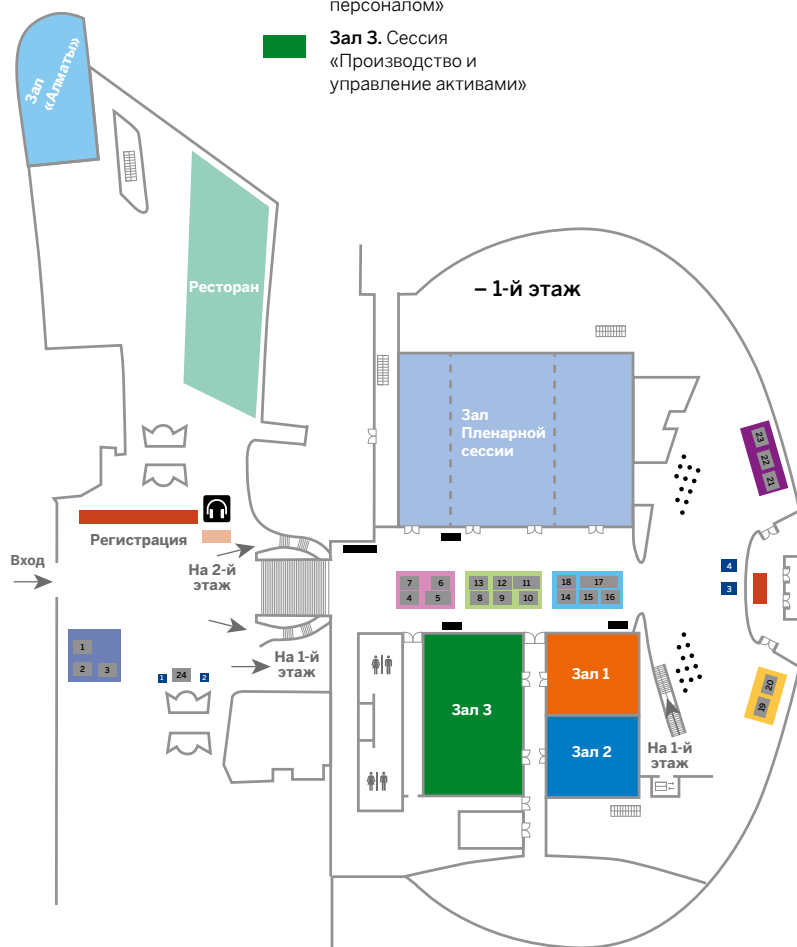 персоналом»
Зал 3. Сессия
«Производство и
управление активами»
Зал
«Алматы»
Ресторан
– 1-й этаж
Зал
Пленарной
сессии
23
22
21
Регистрация
Вход
На 2-й
этаж
7 6 13 12 11 18 17
4 5 8 9 10 14 15 16
4
3
1
2 3
1 24 2
На 1-й
этаж
Зал 3
Зал 1
Зал 2
20
19
На 1-й
этаж